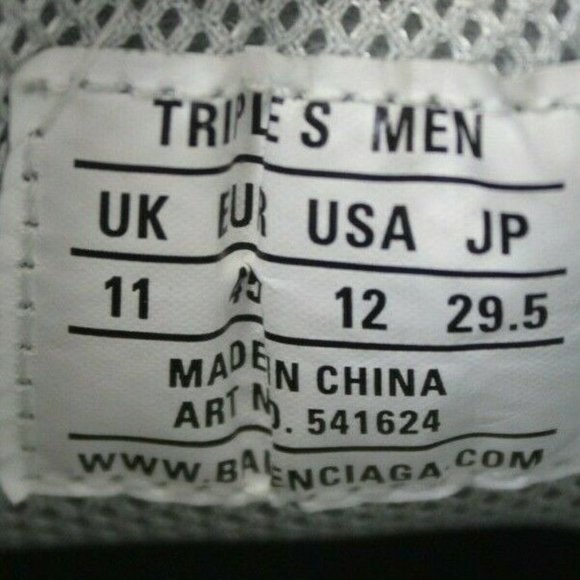 TRIPLE S MEN
UK EUR USA JP
11 45 12 29.5
MADE IN CHINA
ART NO. 541624
WWW.BALENCIAGA.COM